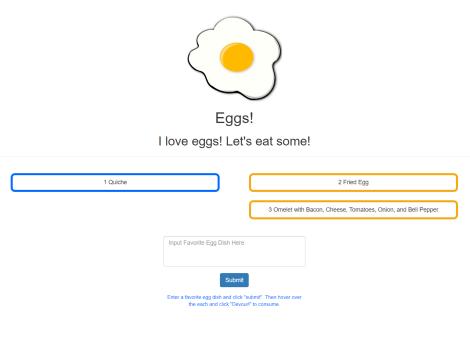 Eggs!
I love eggs! Let's eat some!
1 Quiche
2 Fried Egg
3 Omelet with Bacon, Cheese, Tomatoes, Onion, and Bell Pepper.
Input Favorite Egg Dish Here
Submit
Enter a favorite egg dish and click "submit". Then hover over
the each and click "Devour!" to consume.